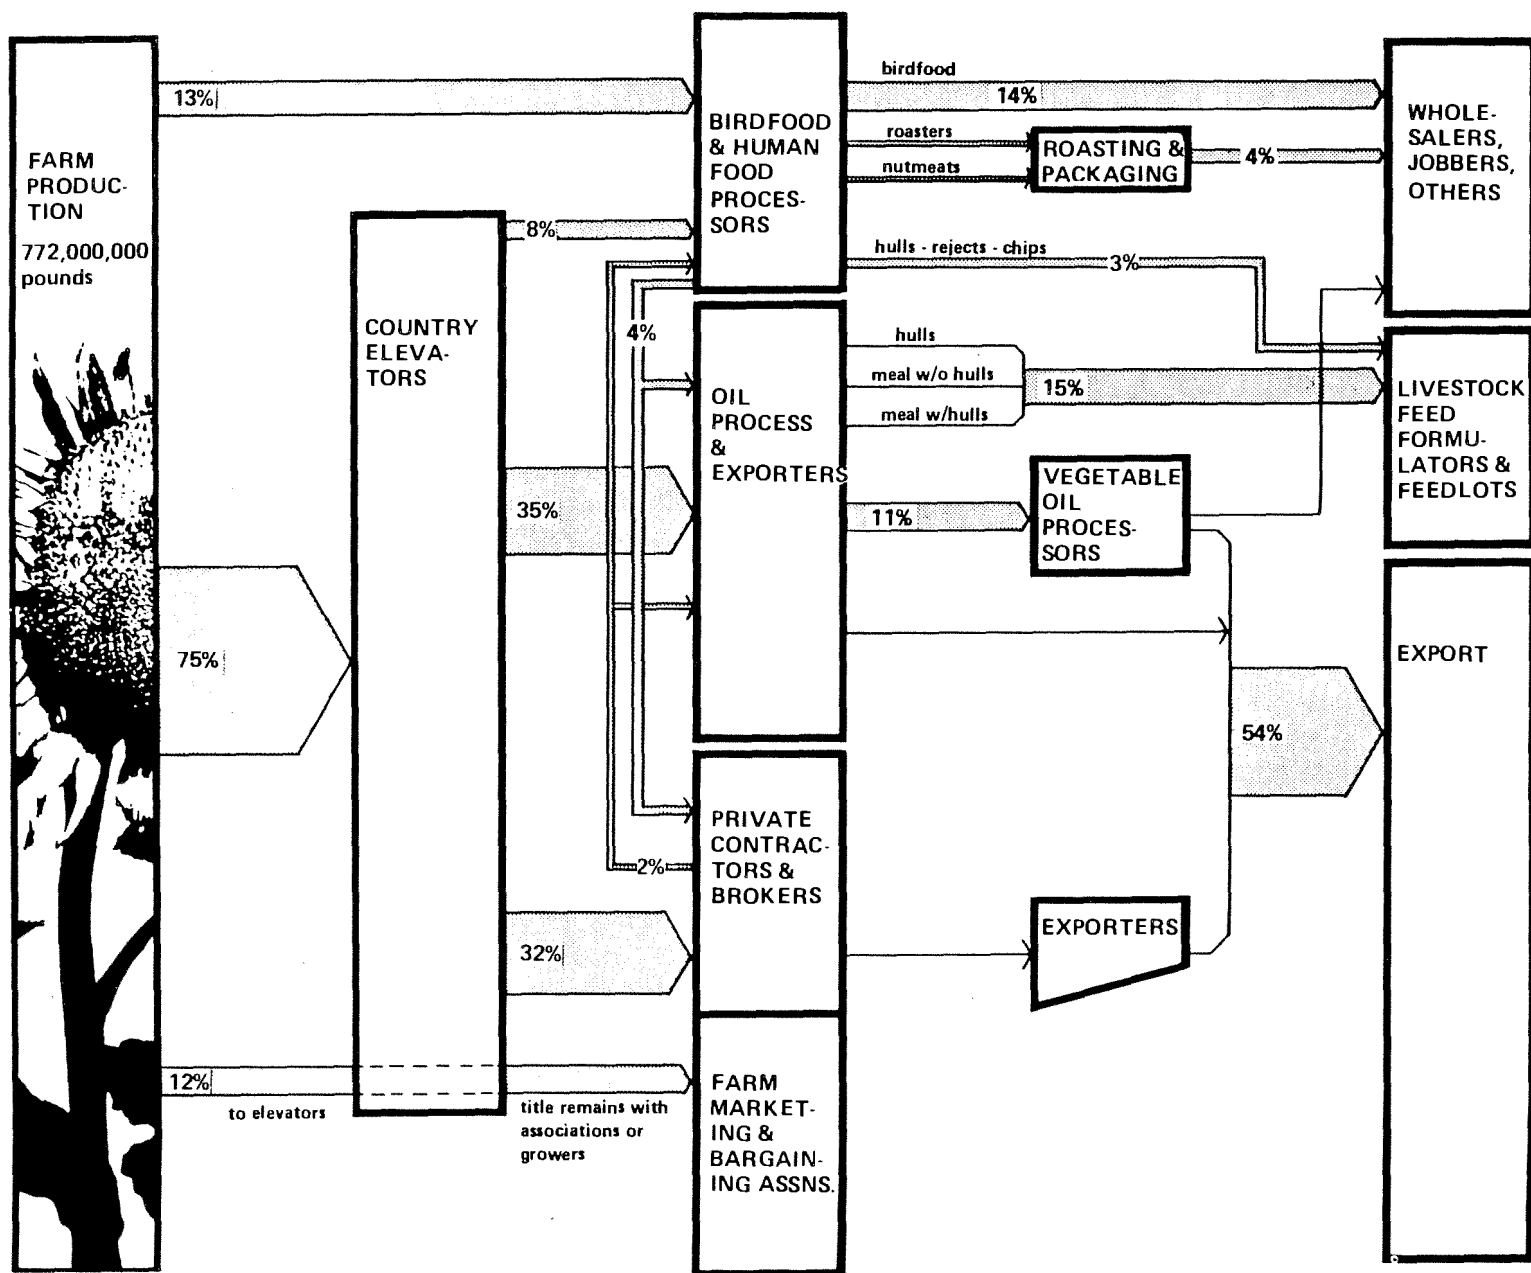 FARM
PRODUC-
TION
772,000,000
pounds
13%
75%
12%
to elevators
COUNTRY
ELEVA-
TORS
8%
4%
35%
2%
32%
title remains with
associations or
growers
BIRDFOOD
& HUMAN
FOOD
PROCES-
SORS
OIL
PROCESS
&
EXPORTERS
PRIVATE
CONTRAC-
TORS &
BROKERS
FARM
MARKET-
ING &
BARGAIN-
ING ASSNS.
birdfood
14%
roasters
nutmeats
ROASTING &
PACKAGING
4%
hulls - rejects - chips
3%
hulls
meal w/o hulls
meal w/hulls
15%
11%
VEGETABLE
OIL
PROCES-
SORS
54%
EXPORTERS
WHOLE-
SALERS,
JOBBERS,
OTHERS
LIVESTOCK
FEED
FORMU-
LATORS &
FEEDLOTS
EXPORT